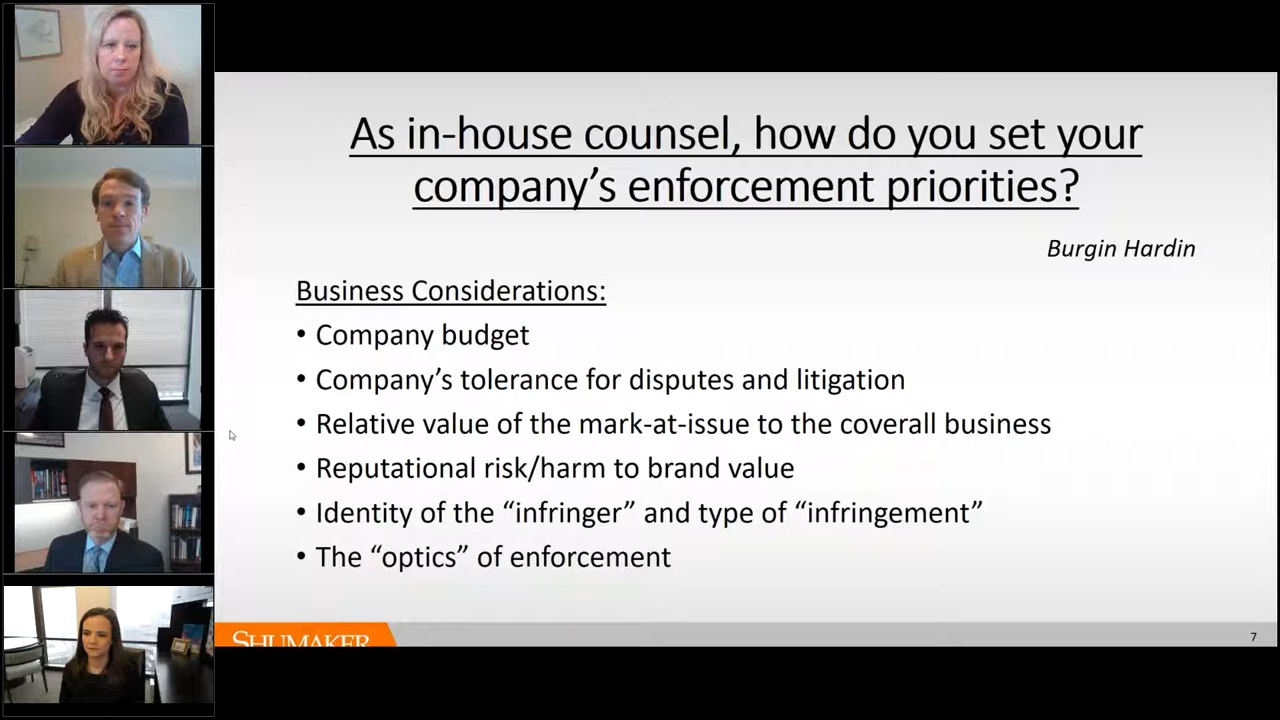 As in-house counsel, how do you set your
company’s enforcement priorities?
Burgin Hardin
Business Considerations:
• Company budget
• Company’s tolerance for disputes and litigation
• Relative value of the mark-at-issue to the coverall business
• Reputational risk/harm to brand value
• Identity of the “infringer” and type of “infringement”
• The “optics” of enforcement
SHUMAKER
7